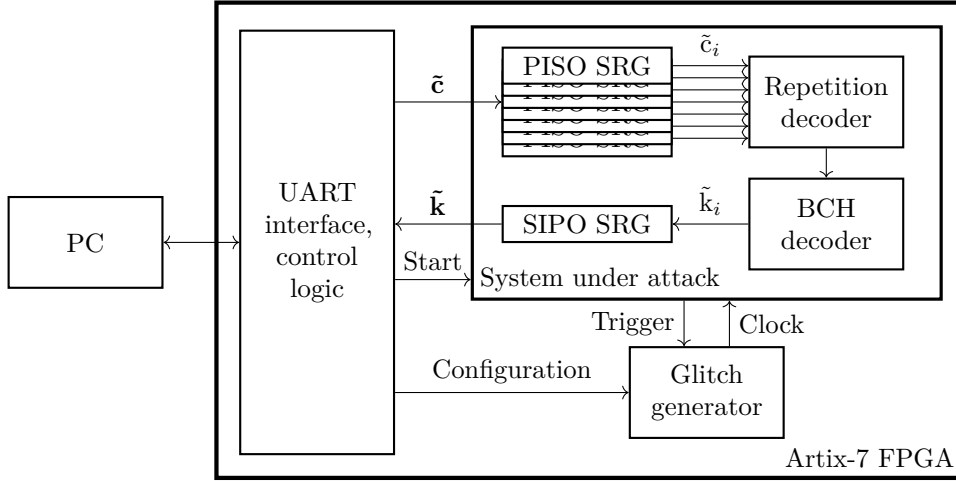 PISO SRG
c̃ᵢ
Repetition
decoder
c̃
UART
interface,
control
logic
PC
k̃
SIPO SRG
k̃ᵢ
BCH
decoder
Start
System under attack
Trigger
Clock
Configuration
Glitch
generator
Artix-7 FPGA